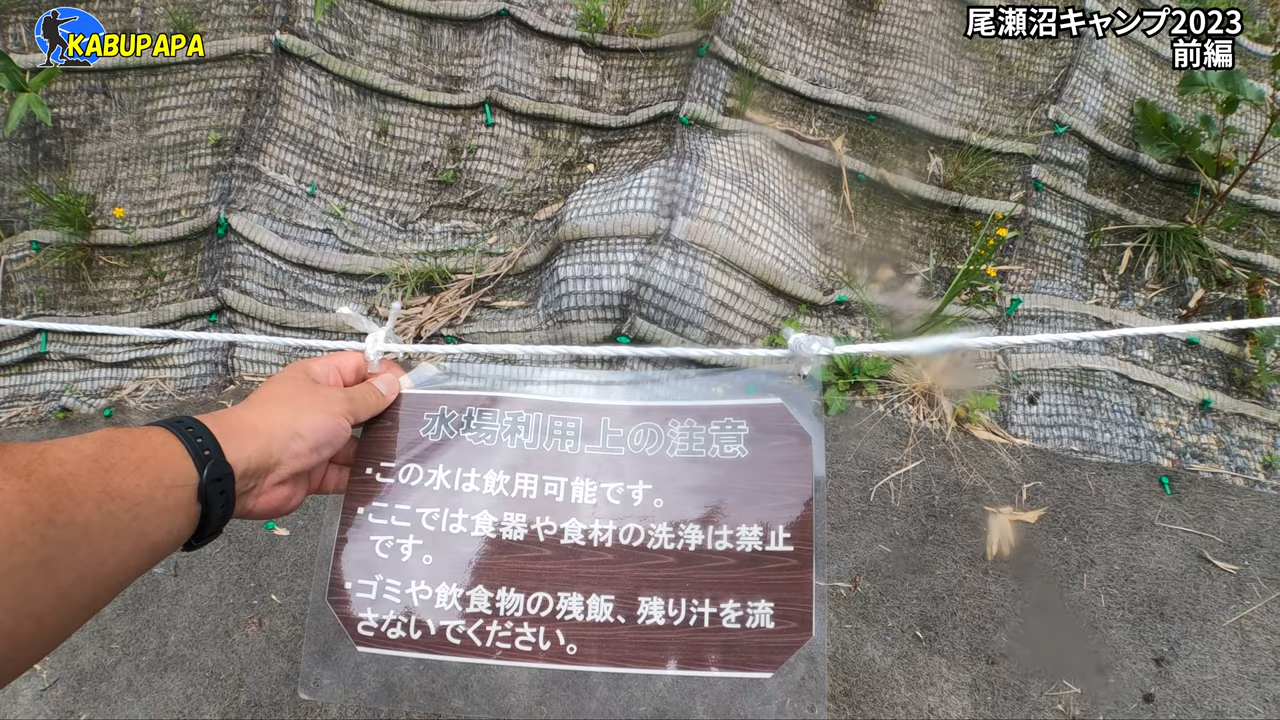 KABUPAPA
尾瀬沼キャンプ2023
前編
水場利用上の注意
・この水は飲用可能です。
・ここでは食器や食材の洗浄は禁止
です。
・ゴミや飲食物の残飯、残り汁を流
さないでください。